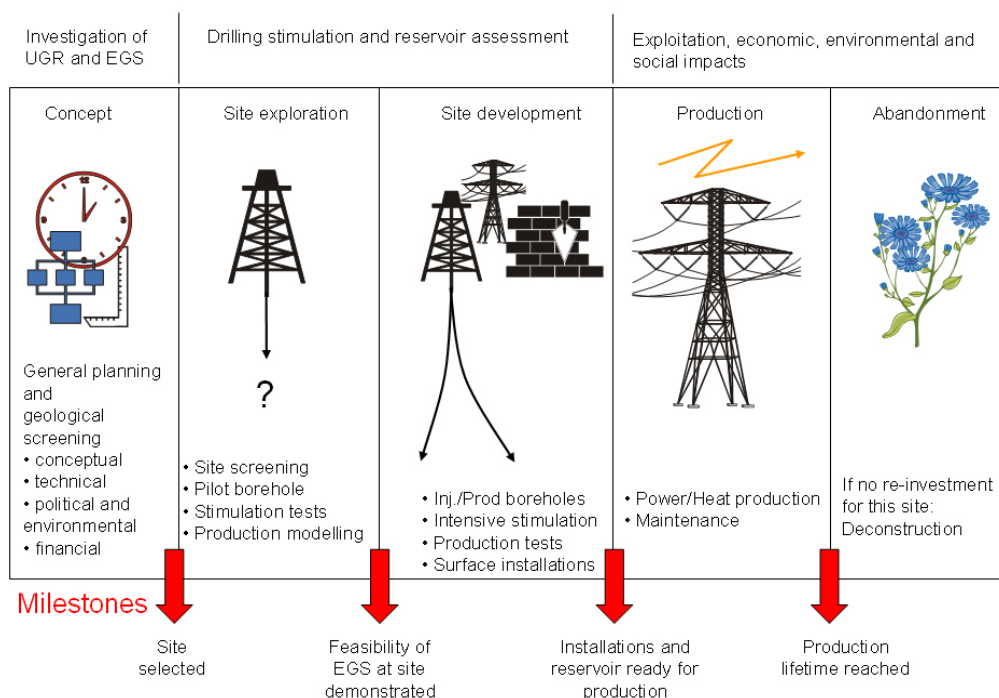 Investigation of
UGR and EGS
Drilling stimulation and reservoir assessment
Exploitation, economic, environmental and
social impacts
Concept
Site exploration
Site development
Production
Abandonment
12
?
General planning
and
geological
screening
• conceptual
• technical
• political and
environmental
• financial
• Site screening
• Pilot borehole
• Stimulation tests
• Production modelling
• Inj./Prod boreholes
• Intensive stimulation
• Production tests
• Surface installations
• Power/Heat production
• Maintenance
If no re-investment
for this site:
Deconstruction
Milestones
Site
selected
Feasibility of
EGS at site
demonstrated
Installations and
reservoir ready for
production
Production
lifetime reached